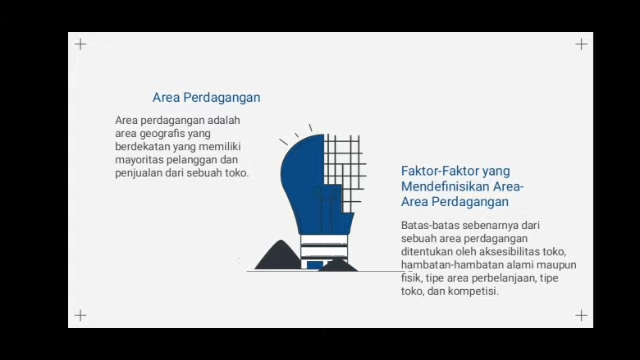 Area Perdagangan
Area perdagangan adalah
area geografis yang
berdekatan yang memiliki
mayoritas pelanggan dan
penjualan dari sebuah toko.
Faktor-Faktor yang
Mendefinisikan Area-
Area Perdagangan
Batas-batas sebenarnya dari
sebuah area perdagangan
ditentukan oleh aksesibilitas toko,
hambatan-hambatan alami maupun
fisik, tipe area perbelanjaan, tipe
toko, dan kompetisi.